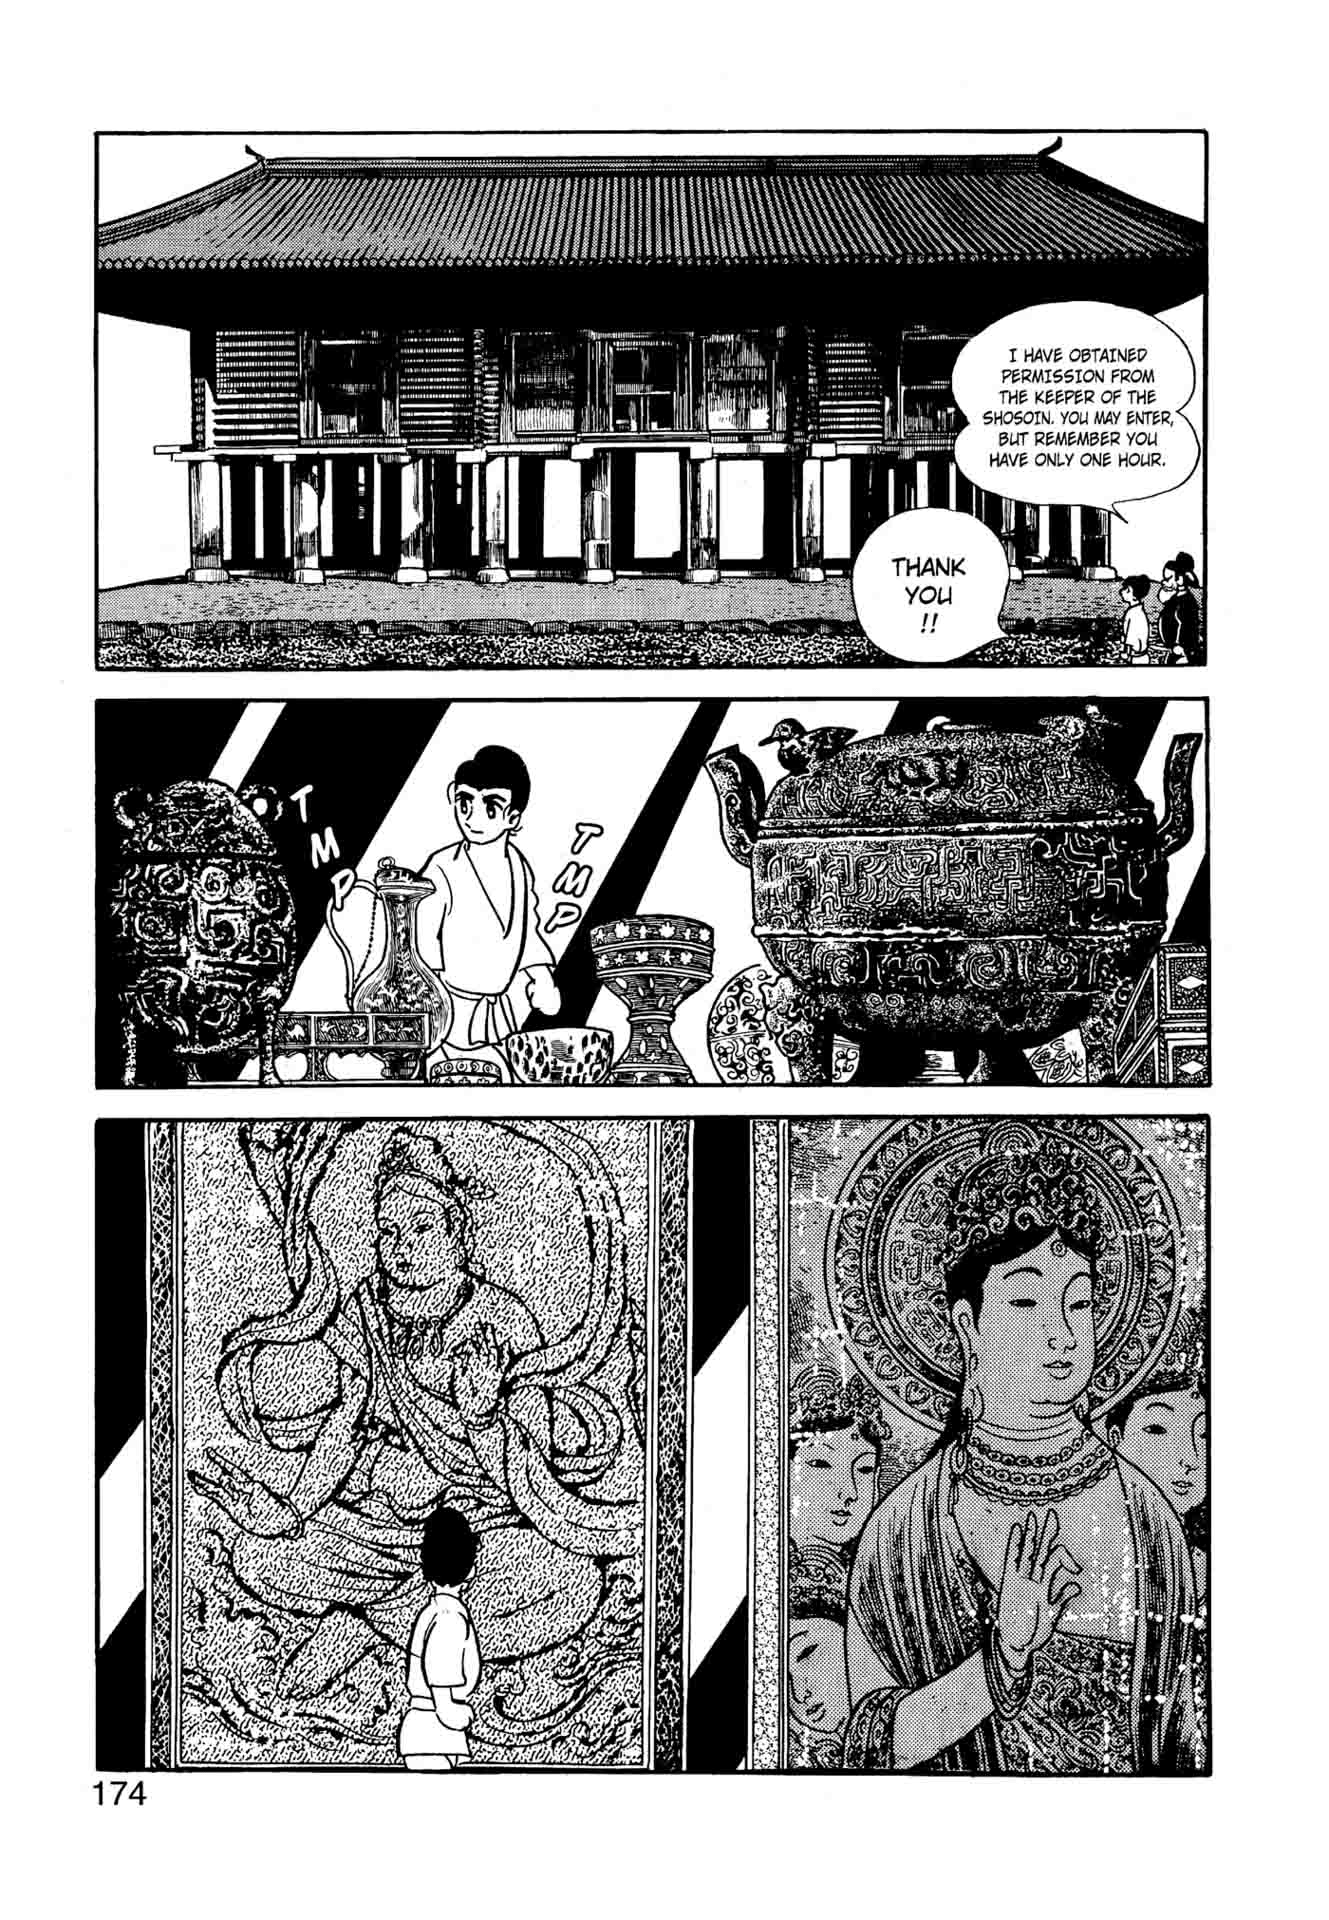 I HAVE OBTAINED
PERMISSION FROM
THE KEEPER OF THE
SHOSOIN. YOU MAY ENTER,
BUT REMEMBER YOU
HAVE ONLY ONE HOUR.
THANK
YOU
!!
TMP
TMP
174